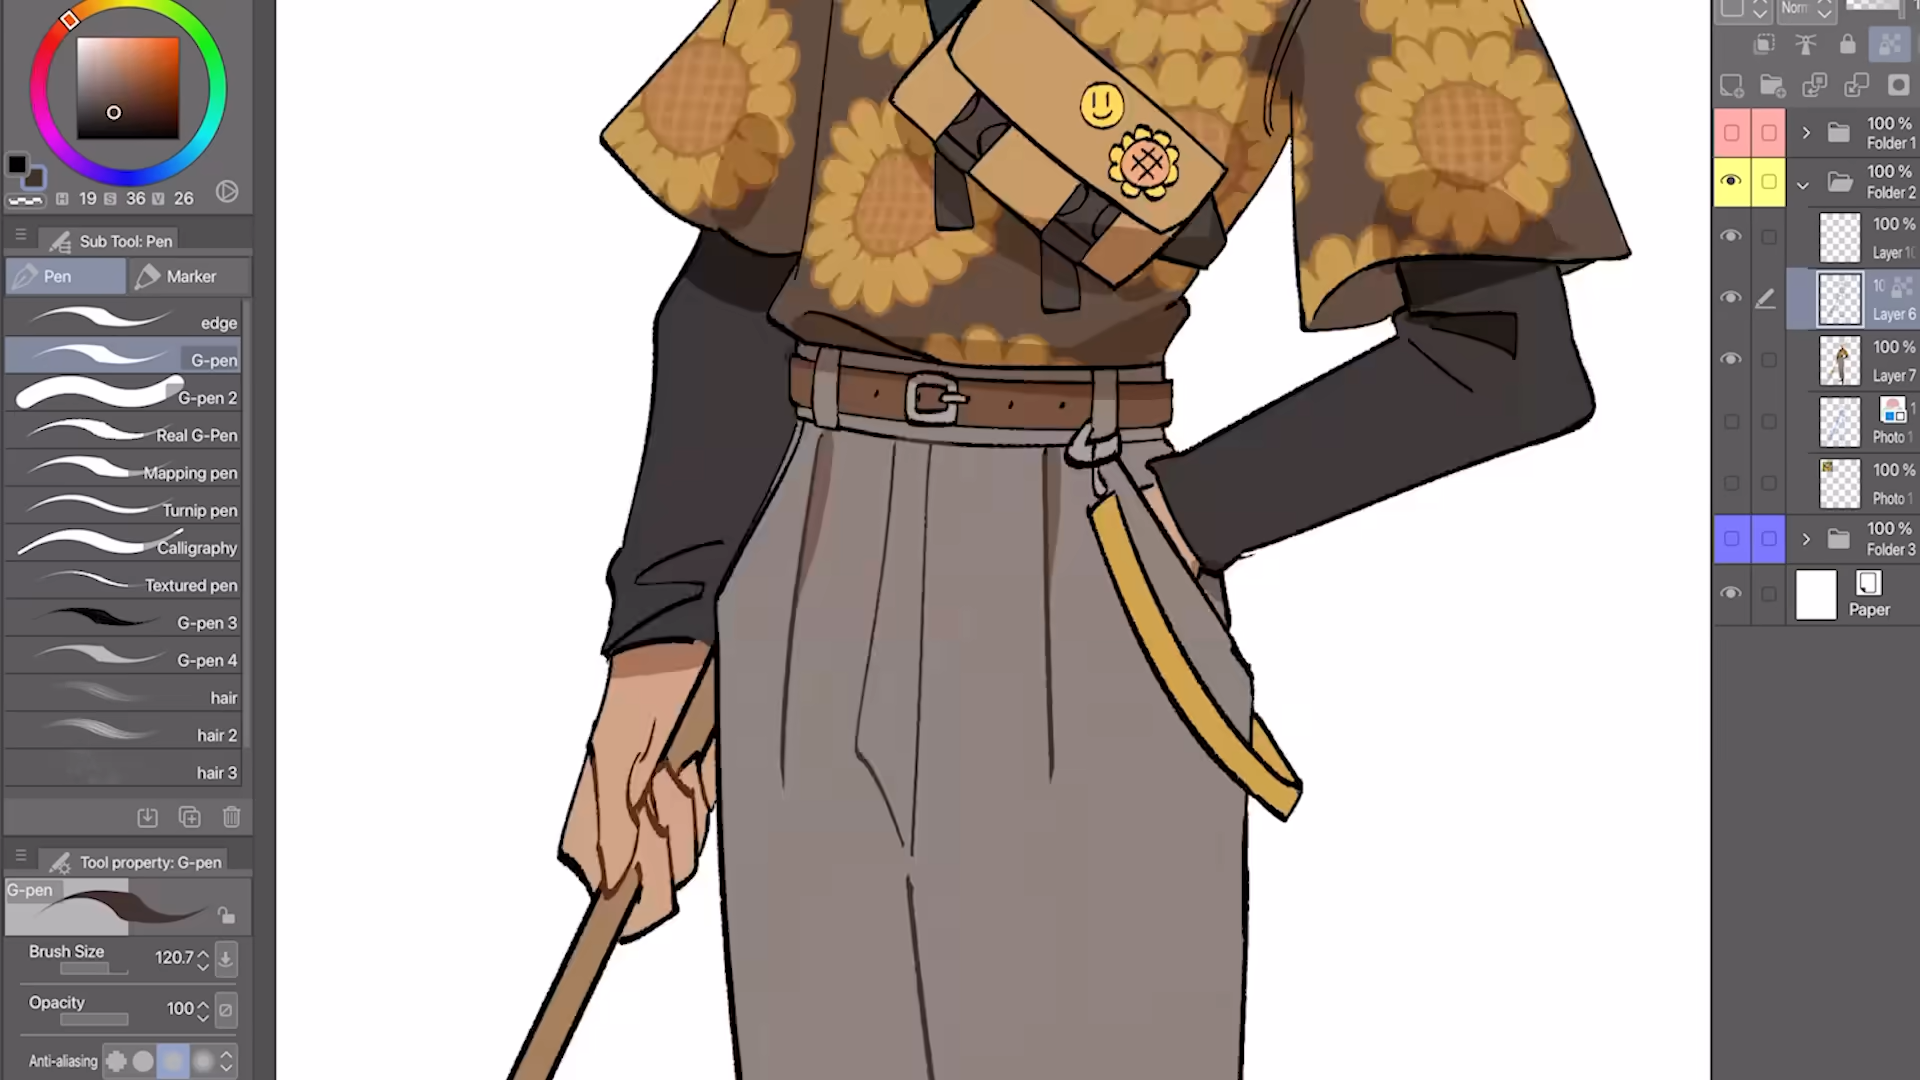 H 19 S 36 V 26
Sub Tool: Pen
Pen
Marker
edge
G-pen
G-pen 2
Real G-Pen
Mapping pen
Turnip pen
Calligraphy
Textured pen
G-pen 3
G-pen 4
hair
hair 2
hair 3
Tool property: G-pen
G-pen
Brush Size 120.7
Opacity 100
Anti-aliasing
Norm
100 %
Folder 1
100 %
Folder 2
100 %
Layer 1
10
Layer 6
100 %
Layer 7
1
Photo 1
100 %
Photo 1
100 %
Folder 3
Paper